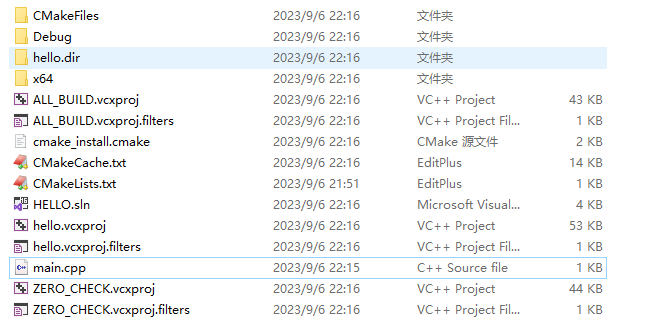 CMakeFiles 2023/9/6 22:16 文件夹
Debug 2023/9/6 22:16 文件夹
hello.dir 2023/9/6 22:16 文件夹
x64 2023/9/6 22:16 文件夹
ALL_BUILD.vcxproj 2023/9/6 22:16 VC++ Project 43 KB
ALL_BUILD.vcxproj.filters 2023/9/6 22:16 VC++ Project Fil... 1 KB
cmake_install.cmake 2023/9/6 22:16 CMake 源文件 2 KB
CMakeCache.txt 2023/9/6 22:16 EditPlus 14 KB
CMakeLists.txt 2023/9/6 21:51 EditPlus 1 KB
HELLO.sln 2023/9/6 22:16 Microsoft Visual... 4 KB
hello.vcxproj 2023/9/6 22:16 VC++ Project 53 KB
hello.vcxproj.filters 2023/9/6 22:16 VC++ Project Fil... 1 KB
main.cpp 2023/9/6 22:15 C++ Source file 1 KB
ZERO_CHECK.vcxproj 2023/9/6 22:16 VC++ Project 44 KB
ZERO_CHECK.vcxproj.filters 2023/9/6 22:16 VC++ Project Fil... 1 KB